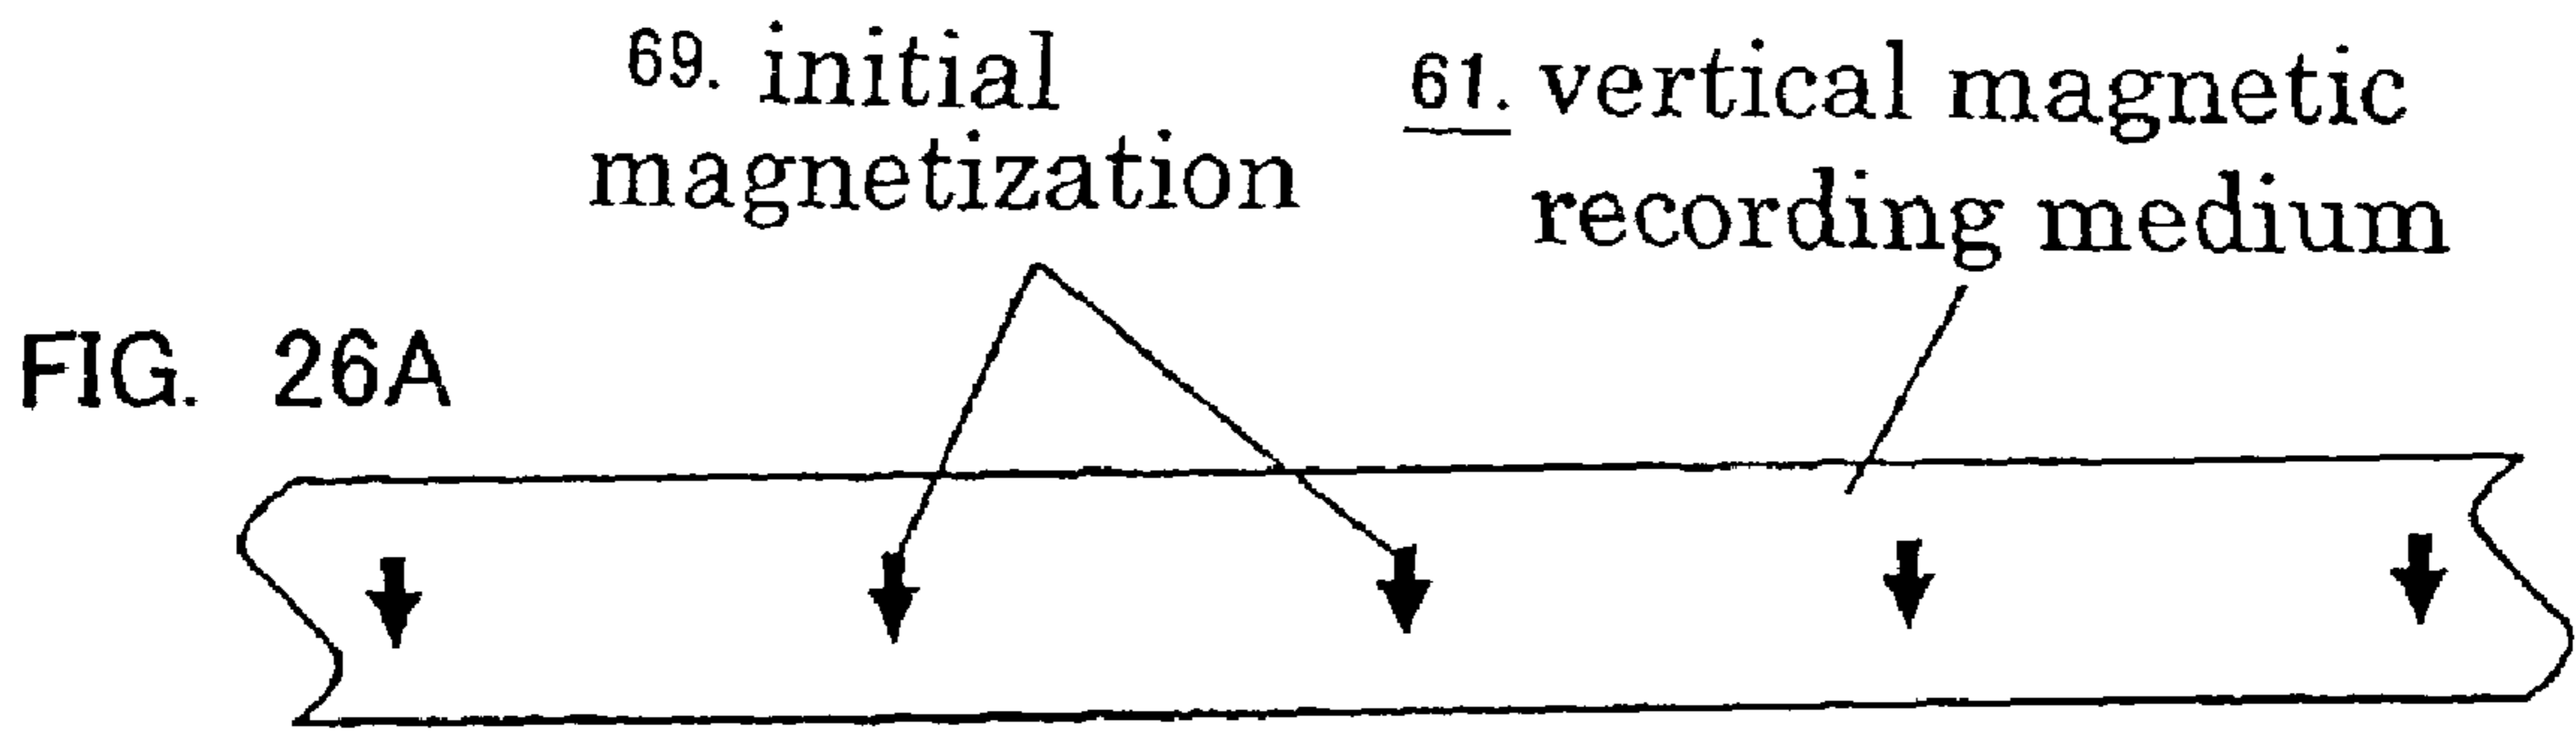 69. initial
magnetization
61. vertical magnetic
recording medium
FIG. 26A